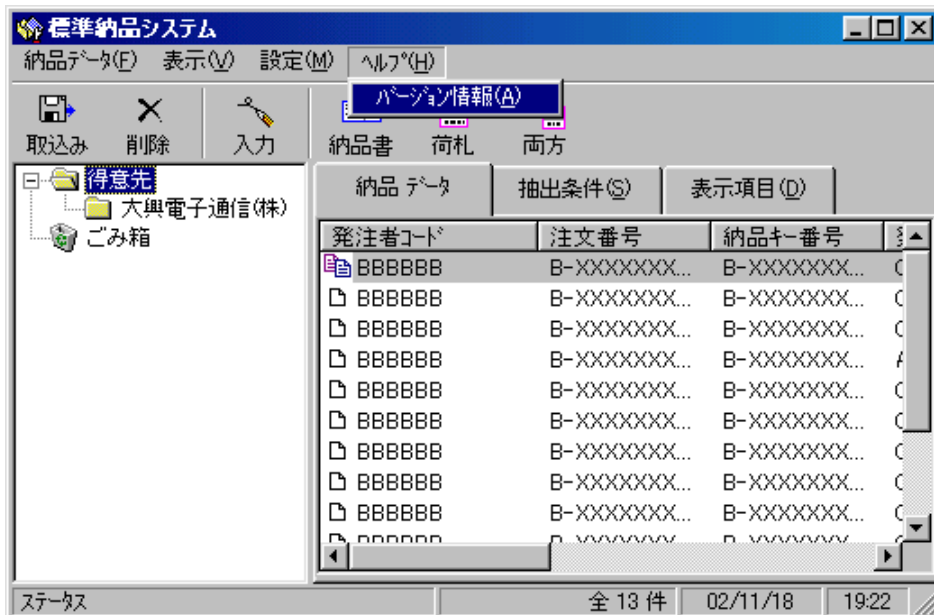 標準納品システム
納品ﾃﾞｰﾀ(F) 表示(V) 設定(M) ﾍﾙﾌﾟ(H)
ﾊﾞｰｼﾞｮﾝ情報(A)
取込み 削除 入力 納品書 荷札 両方
得意先
大興電子通信(株)
ごみ箱
納品 ﾃﾞｰﾀ 抽出条件(S) 表示項目(D)
発注者ｺｰﾄﾞ 注文番号 納品ｷｰ番号
BBBBBB B-XXXXXXX... B-XXXXXXX...
BBBBBB B-XXXXXXX... B-XXXXXXX...
BBBBBB B-XXXXXXX... B-XXXXXXX...
BBBBBB B-XXXXXXX... B-XXXXXXX...
BBBBBB B-XXXXXXX... B-XXXXXXX...
BBBBBB B-XXXXXXX... B-XXXXXXX...
BBBBBB B-XXXXXXX... B-XXXXXXX...
BBBBBB B-XXXXXXX... B-XXXXXXX...
BBBBBB B-XXXXXXX... B-XXXXXXX...
ｽﾃｰﾀｽ 全 13 件 02/11/18 19:22